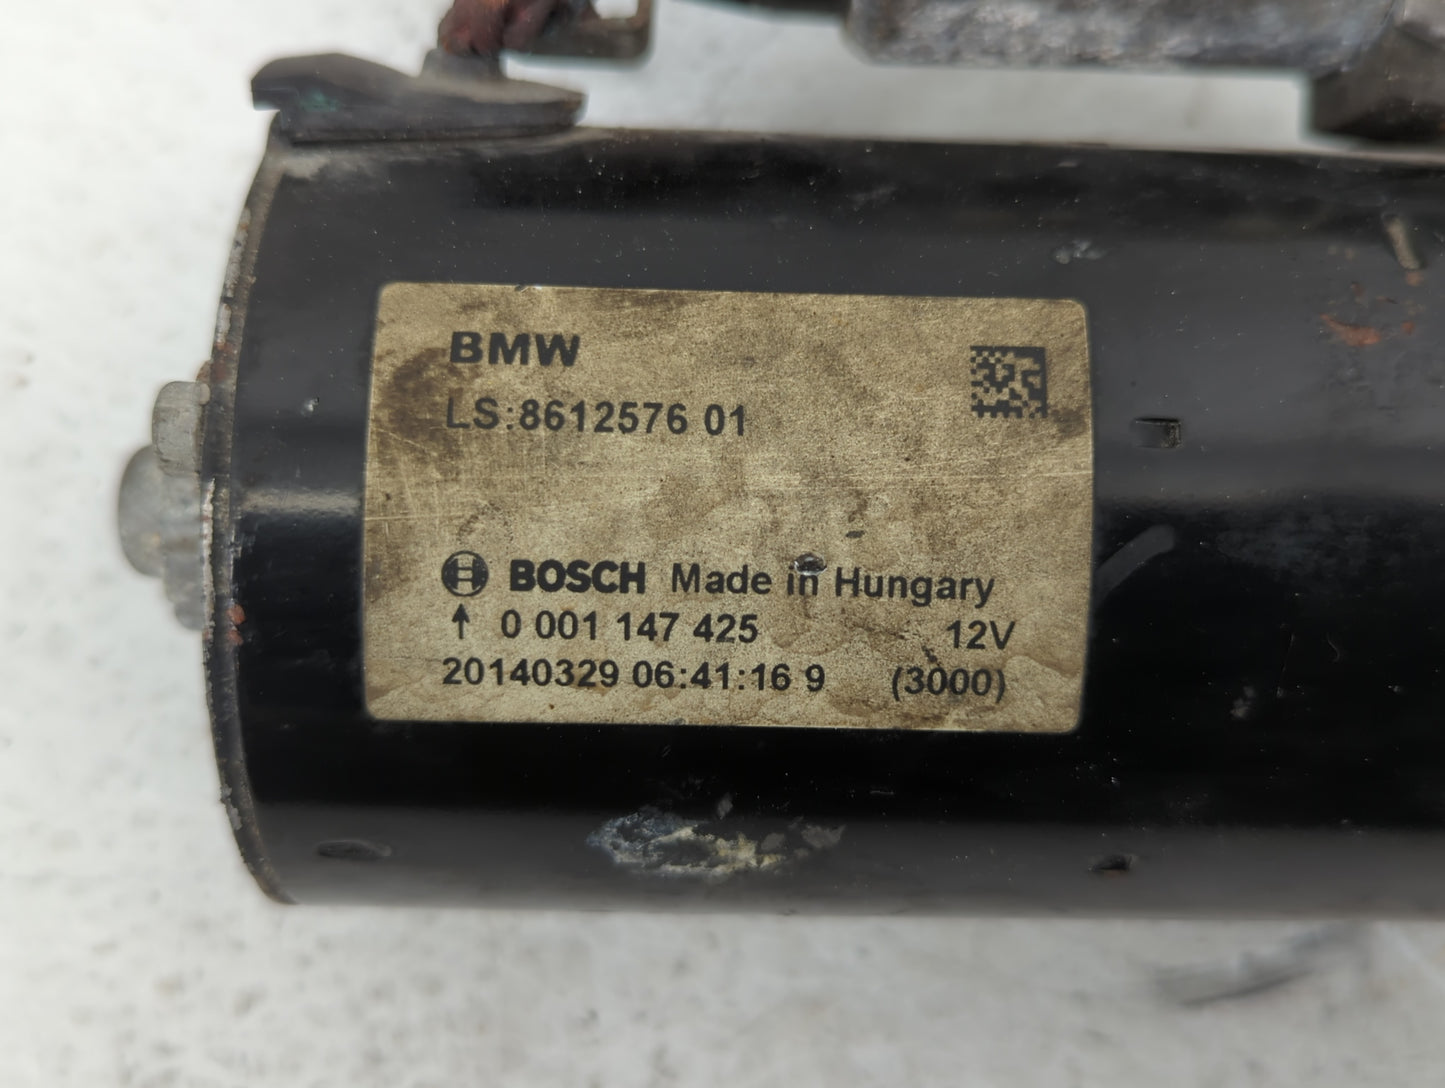 BMW
LS:8612576 01
BOSCH Made in Hungary
↑ 0 001 147 425 12V
20140329 06:41:16 9 (3000)